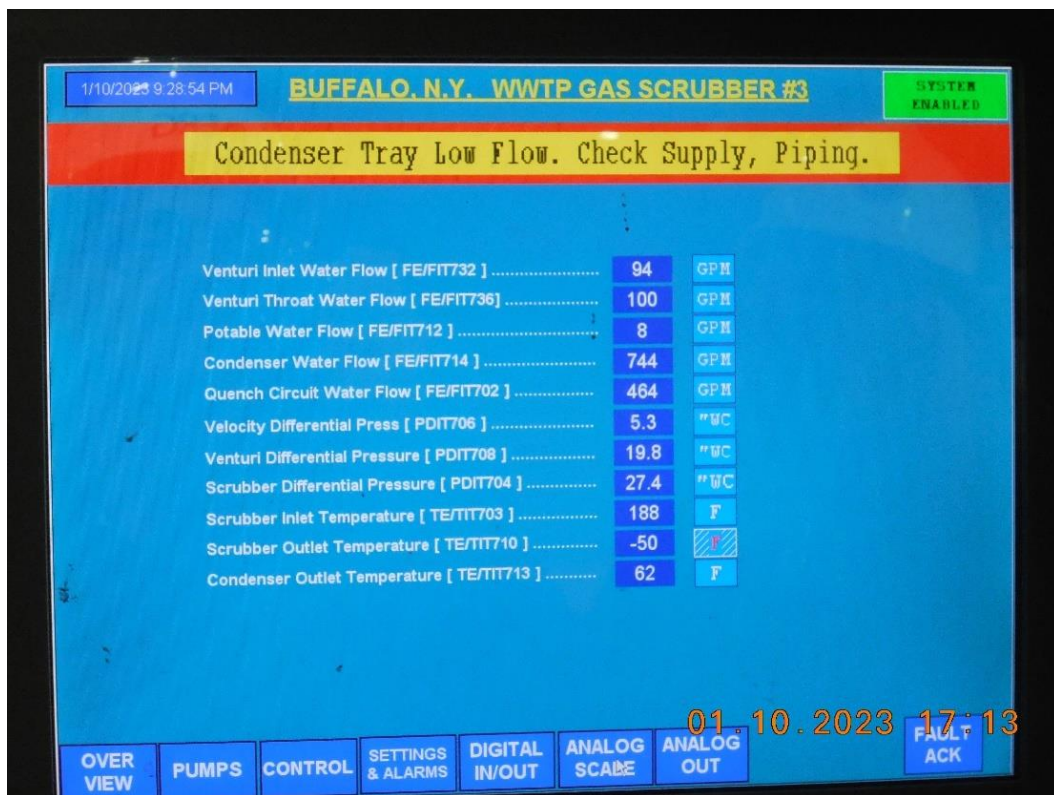 1/10/2023 9:28:54 PM
BUFFALO, N.Y. WWTP GAS SCRUBBER #3
SYSTEM
ENABLED
Condenser Tray Low Flow. Check Supply, Piping.
Venturi Inlet Water Flow [ FE/FIT732 ] ...................... 94 GPM
Venturi Throat Water Flow [ FE/FIT736] ................... 100 GPM
Potable Water Flow [ FE/FIT712 ] ............................ 8 GPM
Condenser Water Flow [ FE/FIT714 ] ...................... 744 GPM
Quench Circuit Water Flow [ FE/FIT702 ] ................. 464 GPM
Velocity Differential Press [ PDIT706 ] ..................... 5.3 "WC
Venturi Differential Pressure [ PDIT708 ] ................. 19.8 "WC
Scrubber Differential Pressure [ PDIT704 ] .............. 27.4 "WC
Scrubber Inlet Temperature [ TE/TIT703 ] ................ 188 F
Scrubber Outlet Temperature [ TE/TIT710 ] ............. -50 F
Condenser Outlet Temperature [ TE/TIT713 ] ........... 62 F
01.10.2023 17:13
OVER
VIEW
PUMPS
CONTROL
SETTINGS
& ALARMS
DIGITAL
IN/OUT
ANALOG
SCALE
ANALOG
OUT
FAULT
ACK